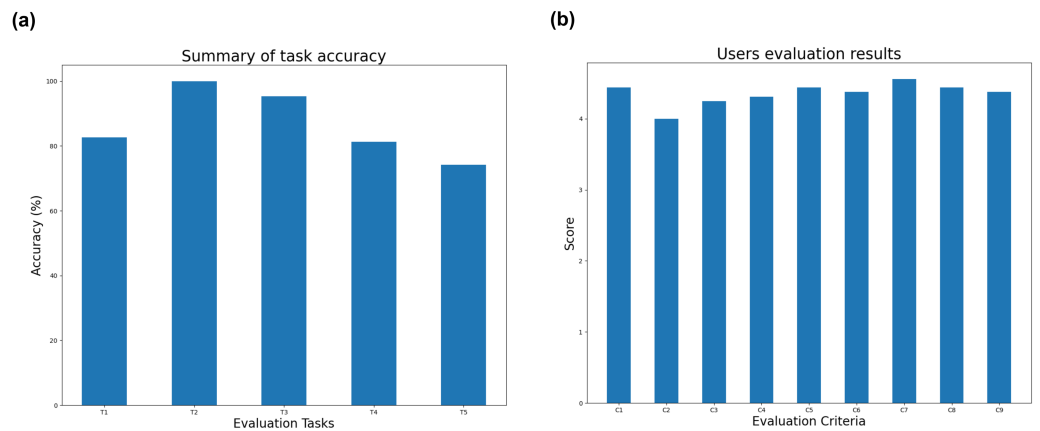 (a)
Summary of task accuracy
100
80
60
40
20
0
Accuracy (%)
T1 T2 T3 T4 T5
Evaluation Tasks
(b)
Users evaluation results
4
3
2
1
0
Score
C1 C2 C3 C4 C5 C6 C7 C8 C9
Evaluation Criteria